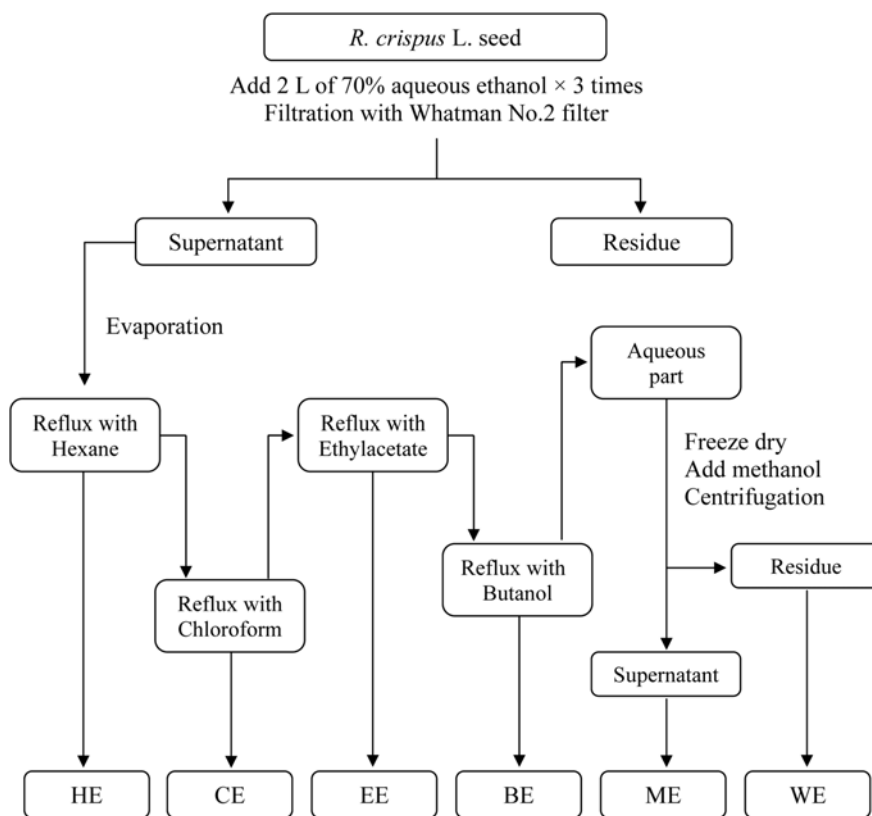 R. crispus L. seed
Add 2 L of 70% aqueous ethanol × 3 times
Filtration with Whatman No.2 filter
Supernatant
Residue
Evaporation
Aqueous
part
Reflux with
Hexane
Reflux with
Ethylacetate
Freeze dry
Add methanol
Centrifugation
Reflux with
Butanol
Residue
Reflux with
Chloroform
Supernatant
HE
CE
EE
BE
ME
WE